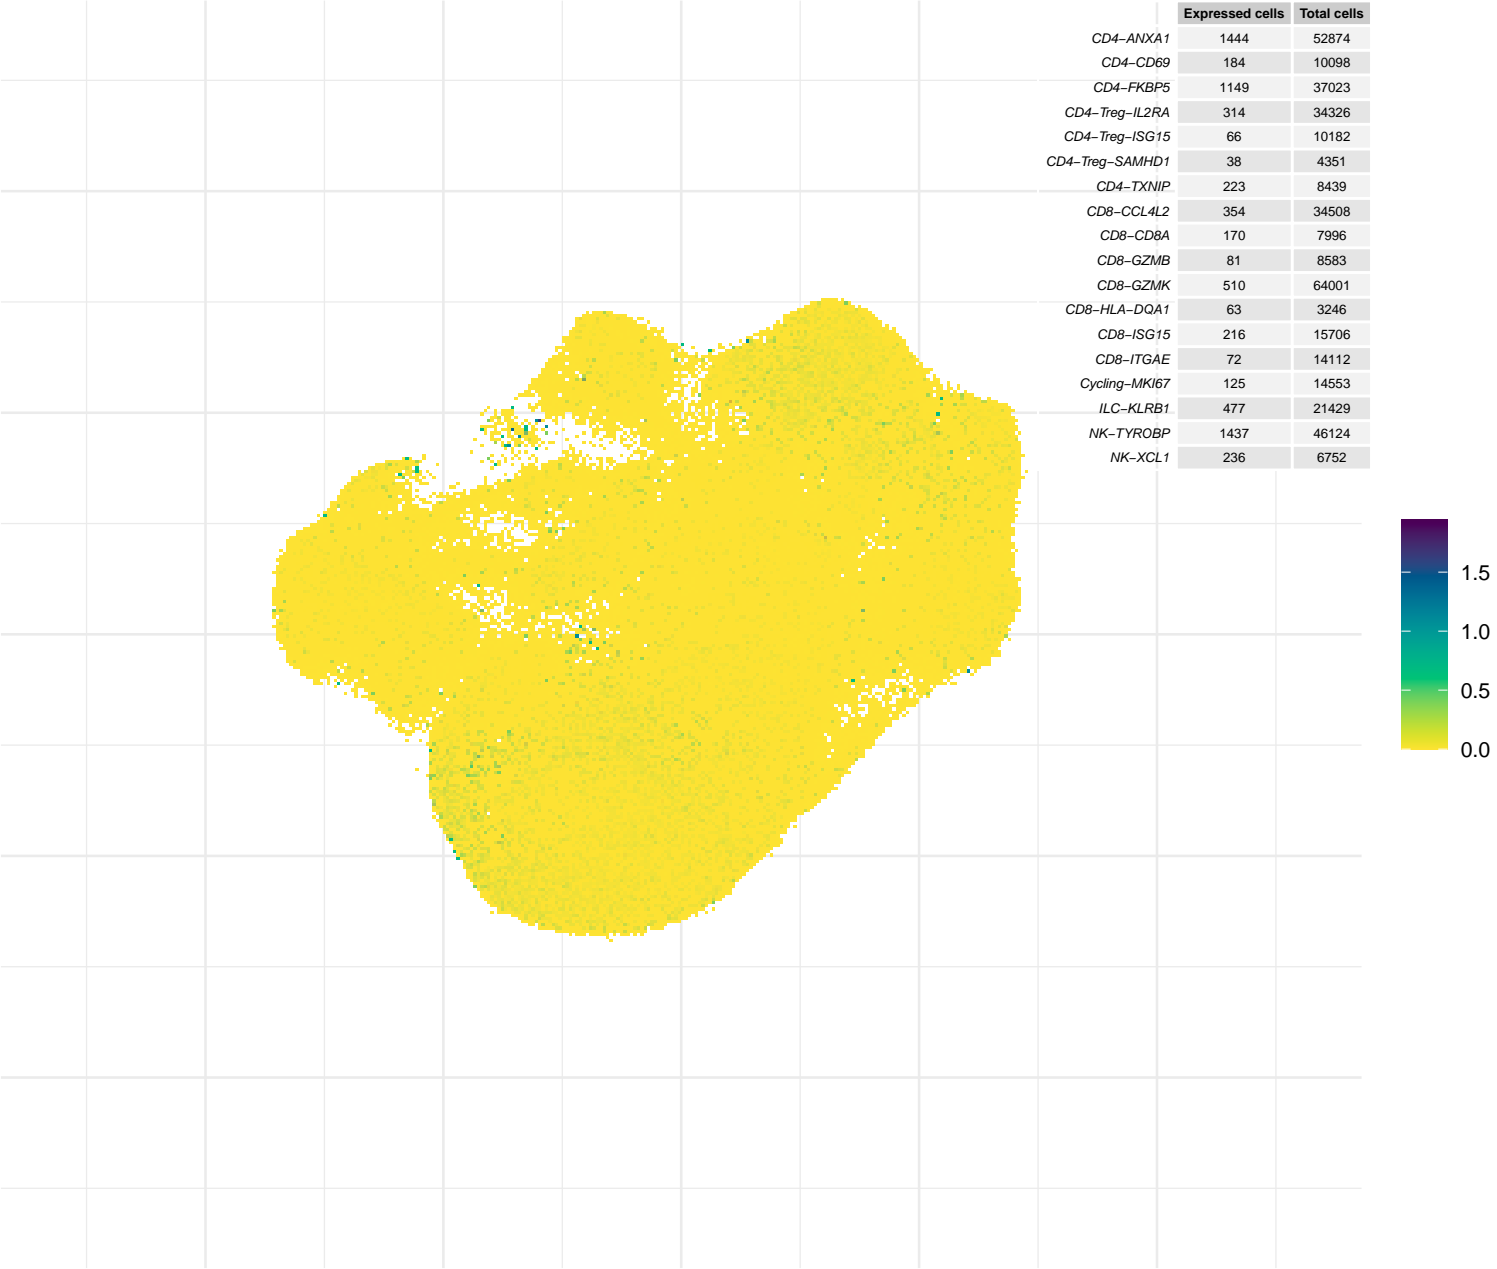 Expressed cells Total cells
CD4−ANXA1 1444 52874
CD4−CD69 184 10098
CD4−FKBP5 1149 37023
CD4−Treg−IL2RA 314 34326
CD4−Treg−ISG15 66 10182
CD4−Treg−SAMHD1 38 4351
CD4−TXNIP 223 8439
CD8−CCL4L2 354 34508
CD8−CD8A 170 7996
CD8−GZMB 81 8583
CD8−GZMK 510 64001
CD8−HLA−DQA1 63 3246
CD8−ISG15 216 15706
CD8−ITGAE 72 14112
Cycling−MKI67 125 14553
ILC−KLRB1 477 21429
NK−TYROBP 1437 46124
NK−XCL1 236 6752
1.5
1.0
0.5
0.0